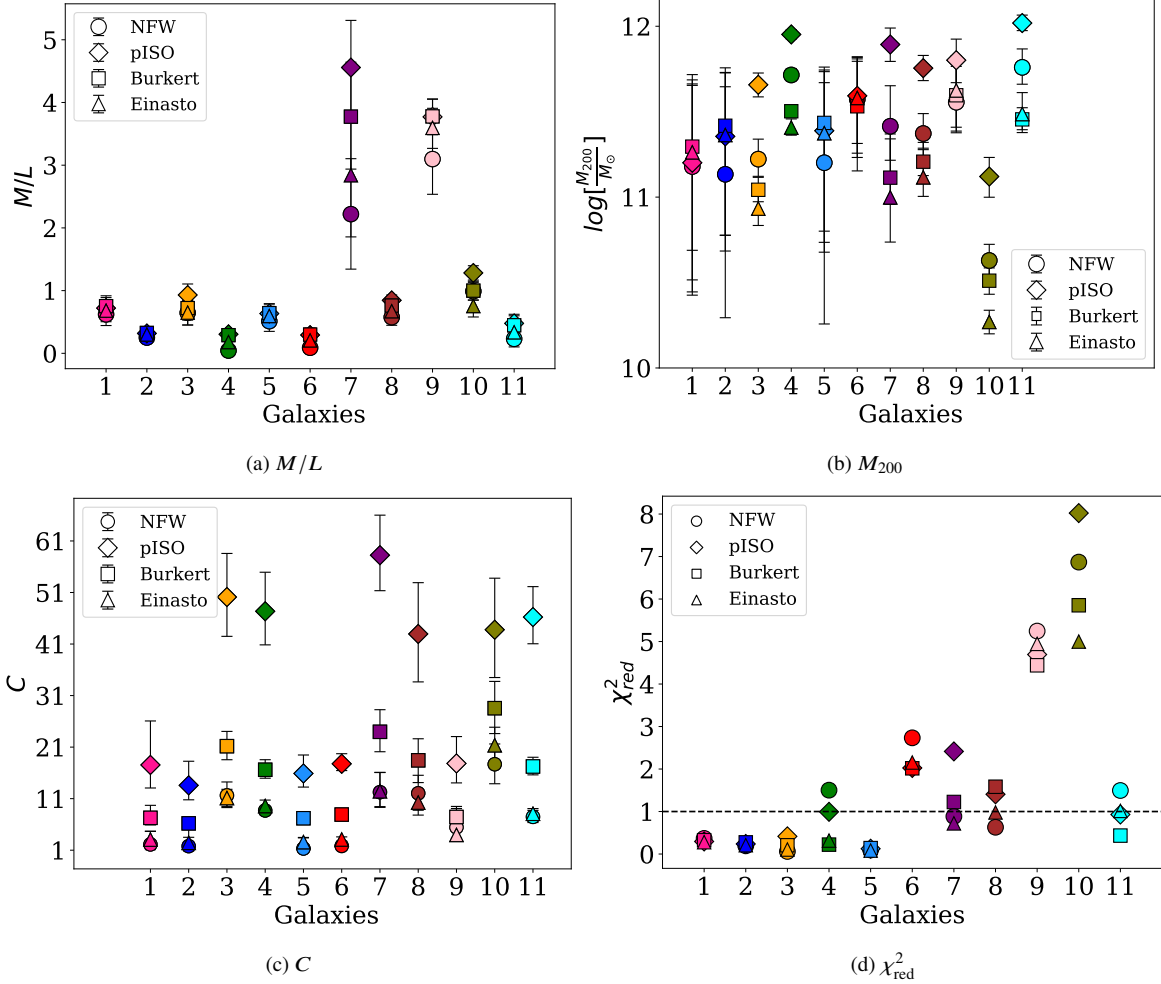 NFW
pISO
Burkert
Einasto
5
4
3
2
1
0
M/L
1 2 3 4 5 6 7 8 9 10 11
Galaxies
(a) M/L
12
11
10
log[M200/M⊙]
NFW
pISO
Burkert
Einasto
1 2 3 4 5 6 7 8 9 10 11
Galaxies
(b) M200
NFW
pISO
Burkert
Einasto
61
51
41
31
21
11
1
C
1 2 3 4 5 6 7 8 9 10 11
Galaxies
(c) C
NFW
pISO
Burkert
Einasto
8
7
6
5
4
3
2
1
0
χ²red
1 2 3 4 5 6 7 8 9 10 11
Galaxies
(d) χ²red